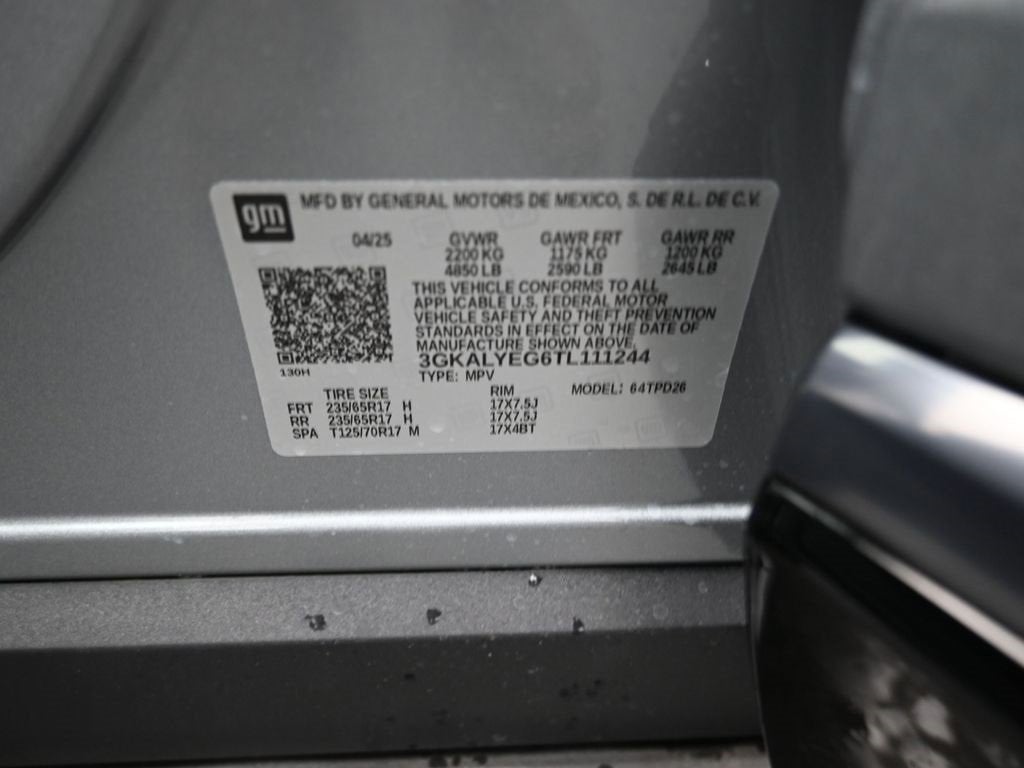 gm
MFD BY GENERAL MOTORS DE MEXICO, S. DE R.L. DE C.V.
04/25 GVWR GAWR FRT GAWR RR
2200 KG 1175 KG 1200 KG
4850 LB 2590 LB 2645 LB
THIS VEHICLE CONFORMS TO ALL
APPLICABLE U.S. FEDERAL MOTOR
VEHICLE SAFETY AND THEFT PREVENTION
STANDARDS IN EFFECT ON THE DATE OF
MANUFACTURE SHOWN ABOVE.
3GKALYEG6TL111244
130H
TYPE: MPV
TIRE SIZE RIM MODEL: 64TPD26
FRT 235/65R17 H 17X7.5J
RR 235/65R17 H 17X7.5J
SPA T125/70R17 M 17X4BT